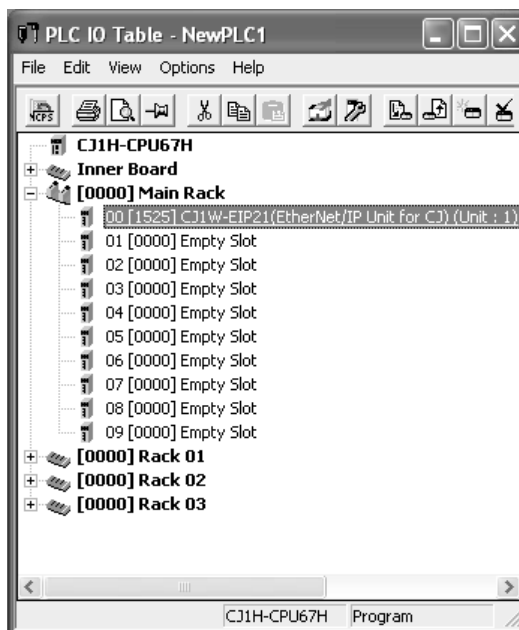 PLC IO Table - NewPLC1
File Edit View Options Help
NCPS
CJ1H-CPU67H
Inner Board
[0000] Main Rack
00 [1525] CJ1W-EIP21(EtherNet/IP Unit for CJ) (Unit : 1)
01 [0000] Empty Slot
02 [0000] Empty Slot
03 [0000] Empty Slot
04 [0000] Empty Slot
05 [0000] Empty Slot
06 [0000] Empty Slot
07 [0000] Empty Slot
08 [0000] Empty Slot
09 [0000] Empty Slot
[0000] Rack 01
[0000] Rack 02
[0000] Rack 03
CJ1H-CPU67H Program